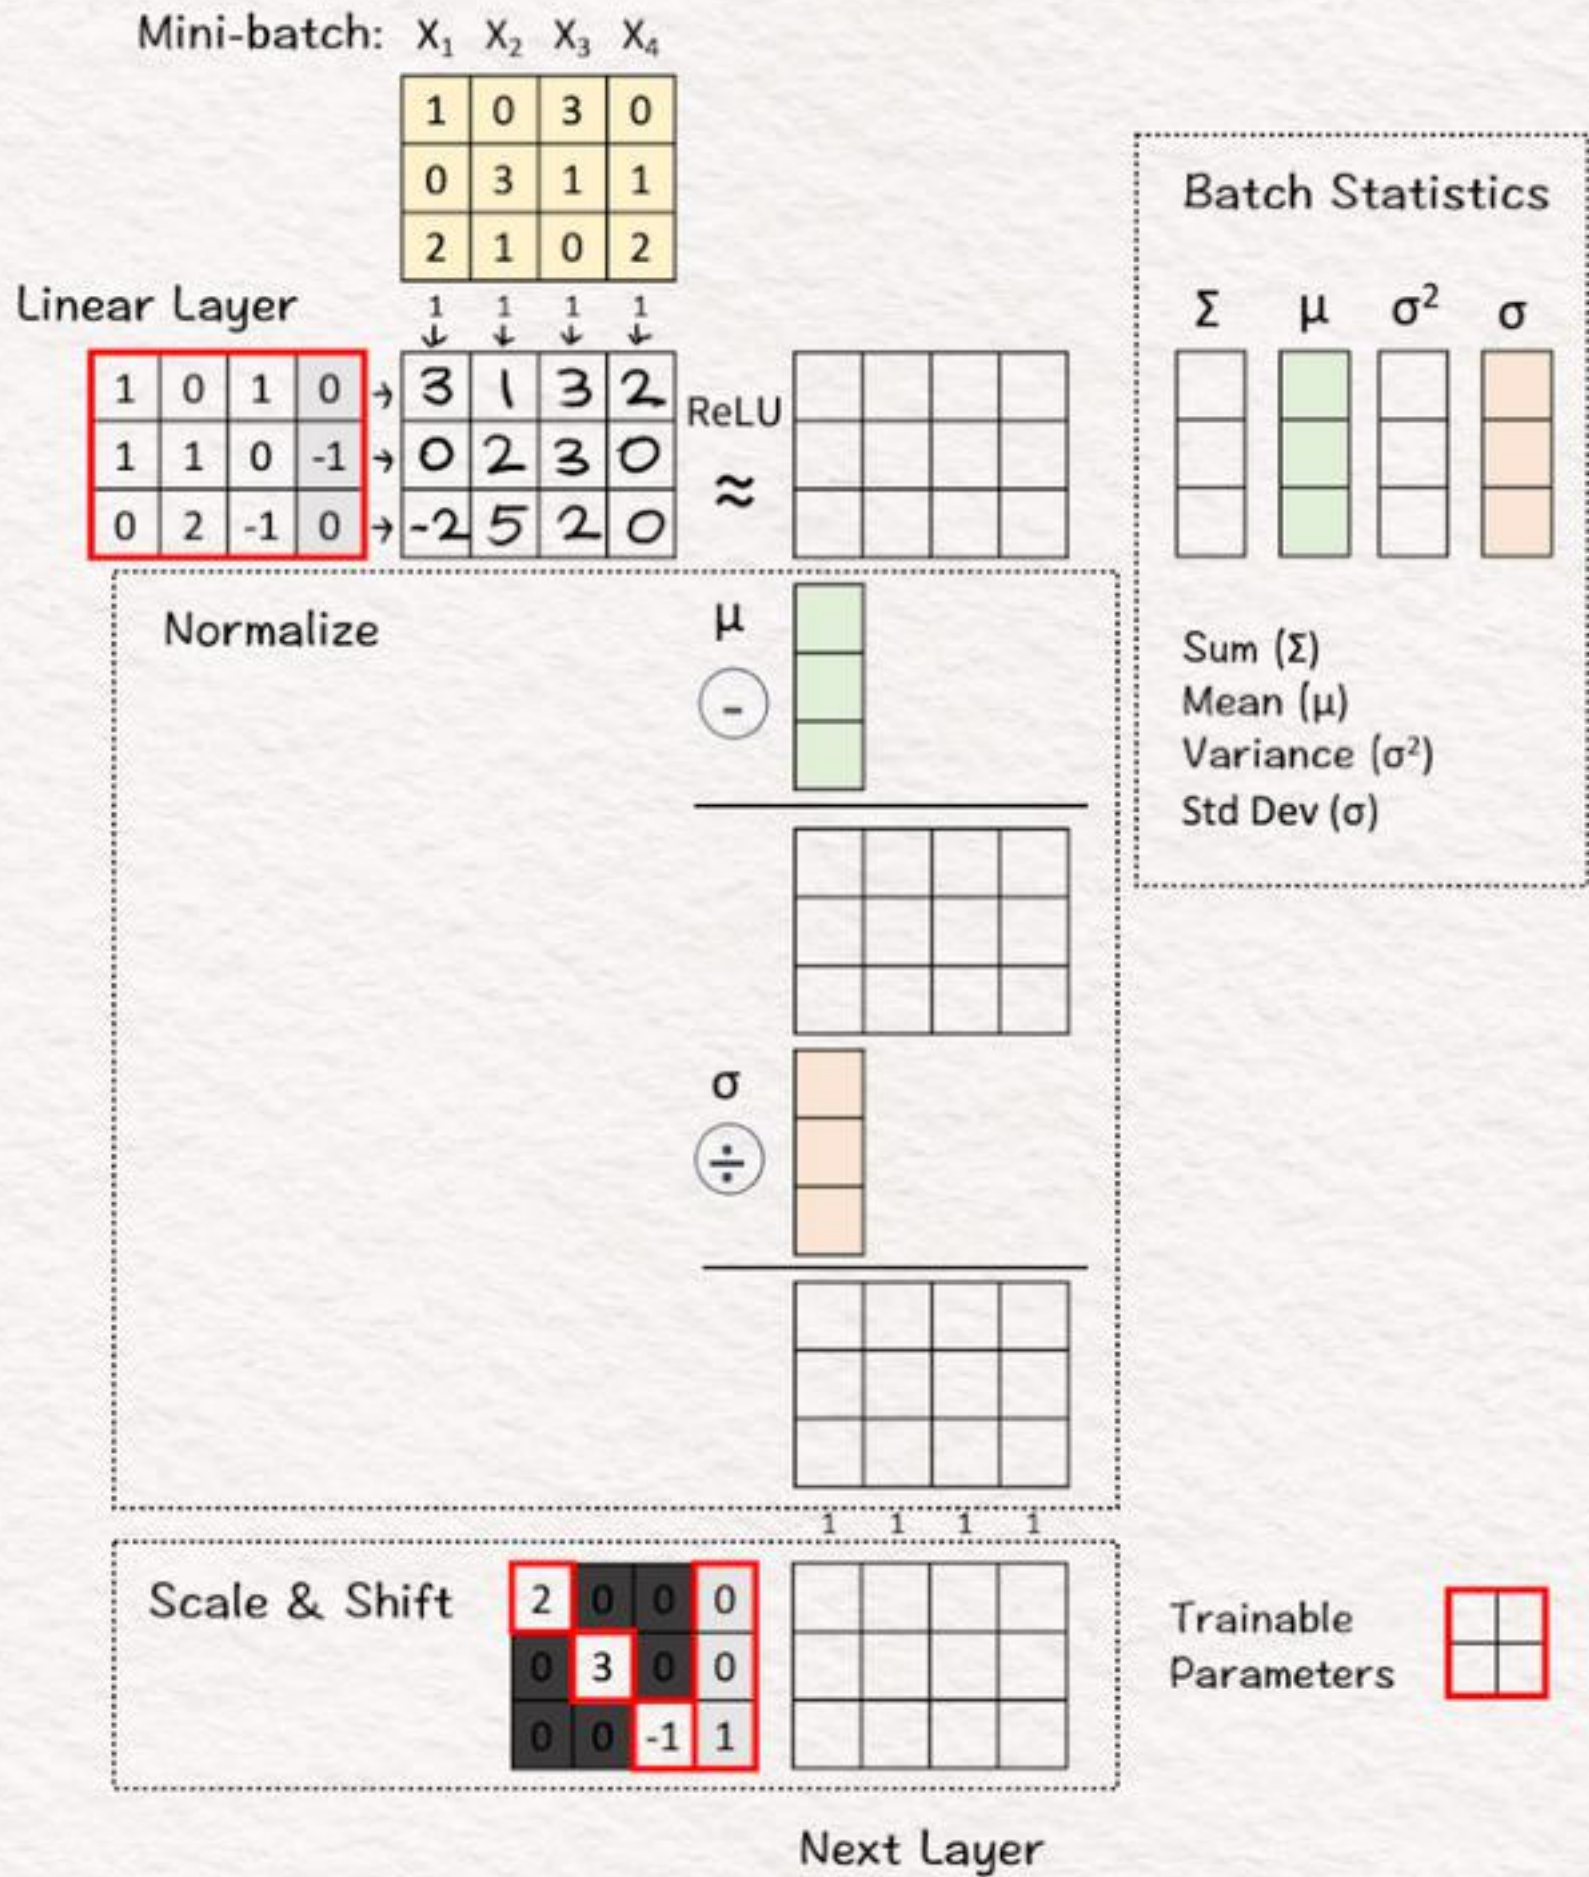 Mini-batch: X₁ X₂ X₃ X₄
1 0 3 0
0 3 1 1
2 1 0 2
Linear Layer
1 1 1 1
↓ ↓ ↓ ↓
1 0 1 0 → 3 1 3 2
1 1 0 -1 → 0 2 3 0
0 2 -1 0 → -2 5 2 0
ReLU
≈
Batch Statistics
Σ μ σ² σ
Sum (Σ)
Mean (μ)
Variance (σ²)
Std Dev (σ)
Normalize
μ
-
σ
÷
1 1 1 1
Scale & Shift
2 0 0 0
0 3 0 0
0 0 -1 1
Trainable
Parameters
Next Layer